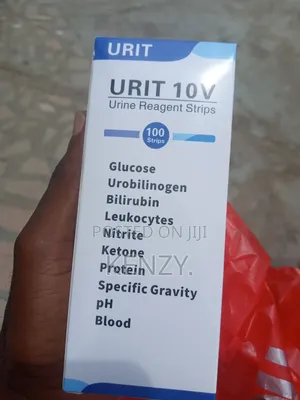 URIT
URIT 10V
Urine Reagent Strips
100
Strips
Glucose
Urobilinogen
Bilirubin
Leukocytes
POSTED ON JIJI
Nitrite
Ketone
KENZY.
Protein
Specific Gravity
pH
Blood
URIT